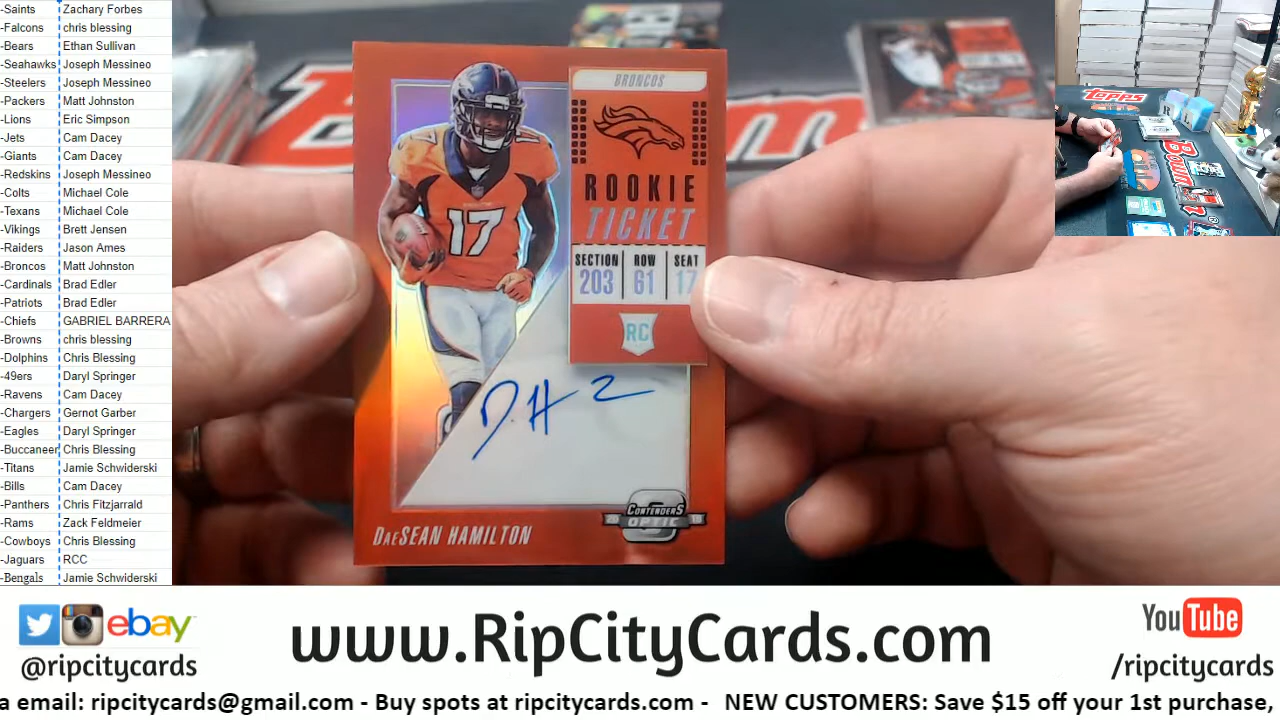 -Saints Zachary Forbes
-Falcons chris blessing
-Bears Ethan Sullivan
-Seahawks Joseph Messineo
-Steelers Joseph Messineo
-Packers Matt Johnston
-Lions Eric Simpson
-Jets Cam Dacey
-Giants Cam Dacey
-Redskins Joseph Messineo
-Colts Michael Cole
-Texans Michael Cole
-Vikings Brett Jensen
-Raiders Jason Ames
-Broncos Matt Johnston
-Cardinals Brad Edler
-Patriots Brad Edler
-Chiefs GABRIEL BARRERA
-Browns chris blessing
-Dolphins Chris Blessing
-49ers Daryl Springer
-Ravens Cam Dacey
-Chargers Gernot Garber
-Eagles Daryl Springer
-Buccaneer Chris Blessing
-Titans Jamie Schwiderski
-Bills Cam Dacey
-Panthers Chris Fitzjarrald
-Rams Zack Feldmeier
-Cowboys Chris Blessing
-Jaguars RCC
-Bengals Jamie Schwiderski
BRONCOS
ROOKIE
TICKET
SECTION ROW SEAT
203 61 17
RC
17
D H 2
CONTENDERS
20 OPTIC 18
DAESEAN HAMILTON
TOPPS
ebay
@ripcitycards
www.RipCityCards.com
YouTube
/ripcitycards
a email: ripcitycards@gmail.com - Buy spots at ripcitycards.com - NEW CUSTOMERS: Save $15 off your 1st purchase,